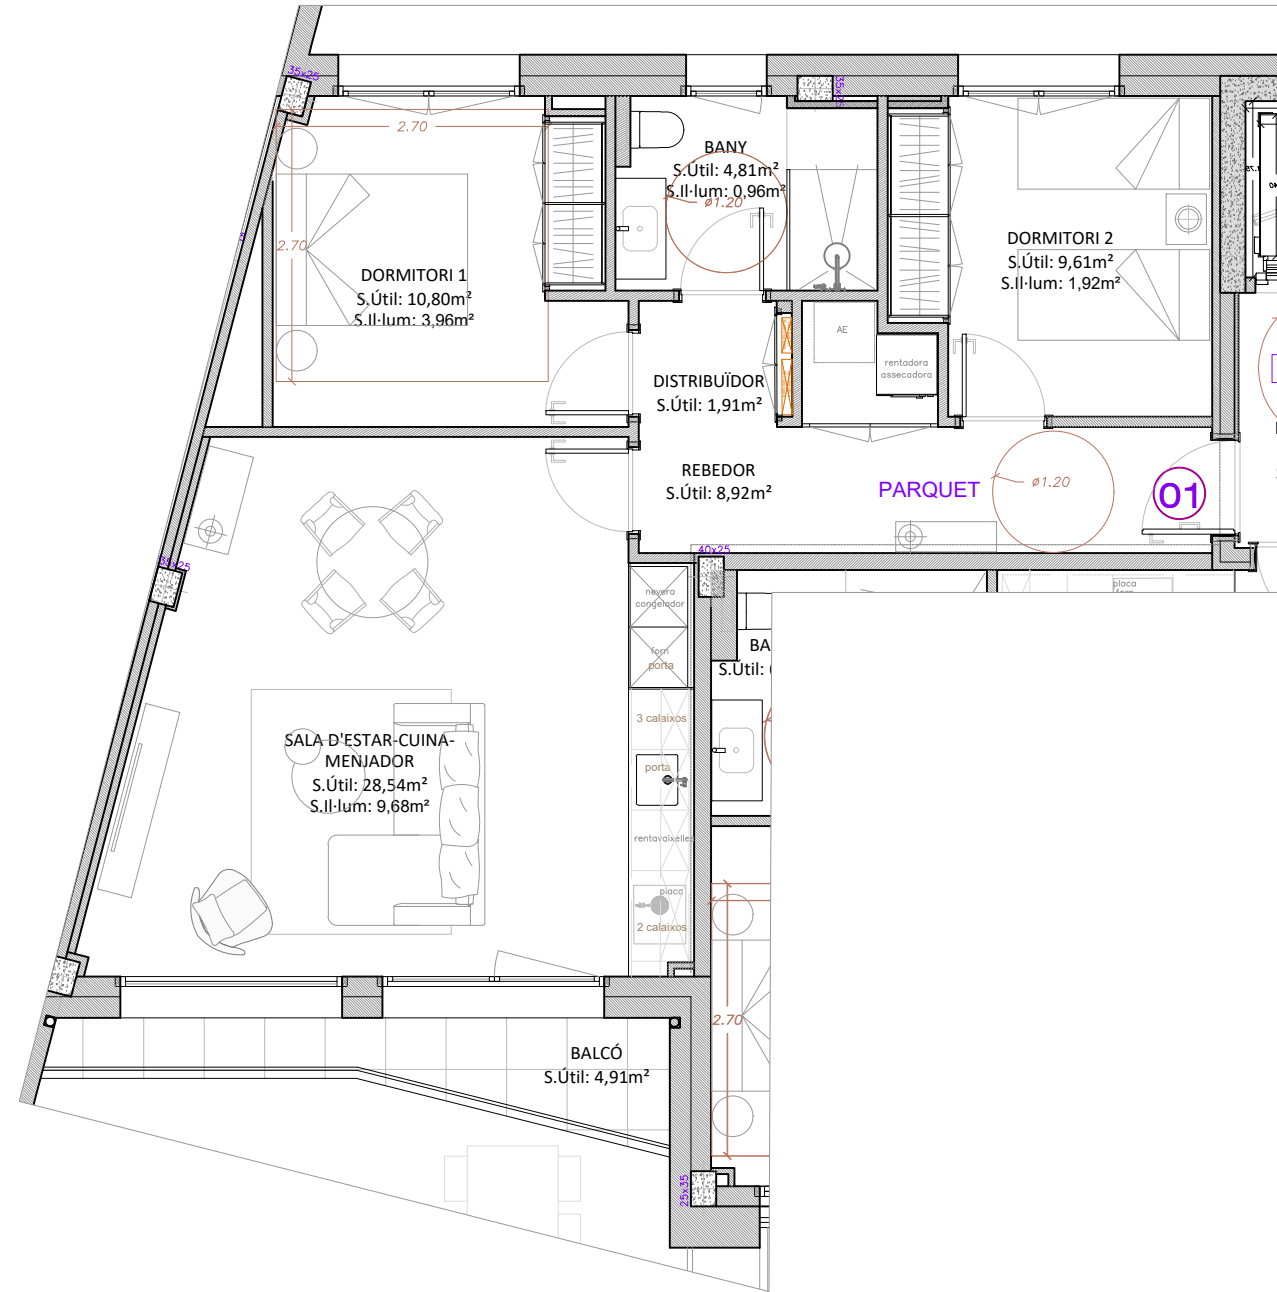 35x25
35x25
2.70
BANY
S.Útil: 4,81m²
S.Il·lum: 0,96m²
ø1.20
2.70
DORMITORI 1
S.Útil: 10,80m²
S.Il·lum: 3,96m²
DORMITORI 2
S.Útil: 9,61m²
S.Il·lum: 1,92m²
15
AE
rentadora
assecadora
DISTRIBUÏDOR
S.Útil: 1,91m²
REBEDOR
S.Útil: 8,92m²
PARQUET
ø1.20
01
40x25
35x25
nevera
congelador
placa
forn
forn
porta
BA
S.Útil:
3 calaixos
porta
SALA D'ESTAR-CUINA-
MENJADOR
S.Útil: 28,54m²
S.Il·lum: 9,68m²
rentavaixelles
placa
2 calaixos
2.70
BALCÓ
S.Útil: 4,91m²
25x35